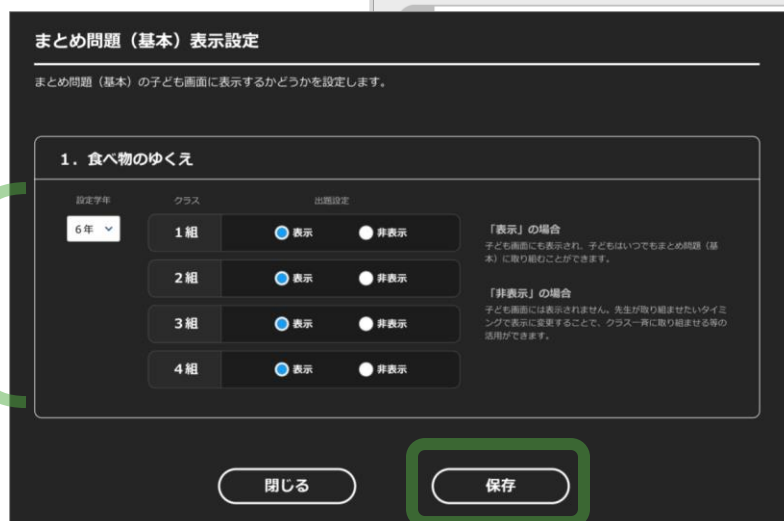 まとめ問題（基本）表示設定
まとめ問題（基本）の子ども画面に表示するかどうかを設定します。
1．食べ物のゆくえ
設定学年 クラス 出題設定
6年 1組 表示 非表示
2組 表示 非表示
3組 表示 非表示
4組 表示 非表示
「表示」の場合
子ども画面にも表示され、子どもはいつでもまとめ問題（基
本）に取り組むことができます。
「非表示」の場合
子ども画面には表示されません。先生が取り組ませたいタイミ
ングで表示に変更することで、クラス一斉に取り組ませる等の
活用ができます。
閉じる 保存